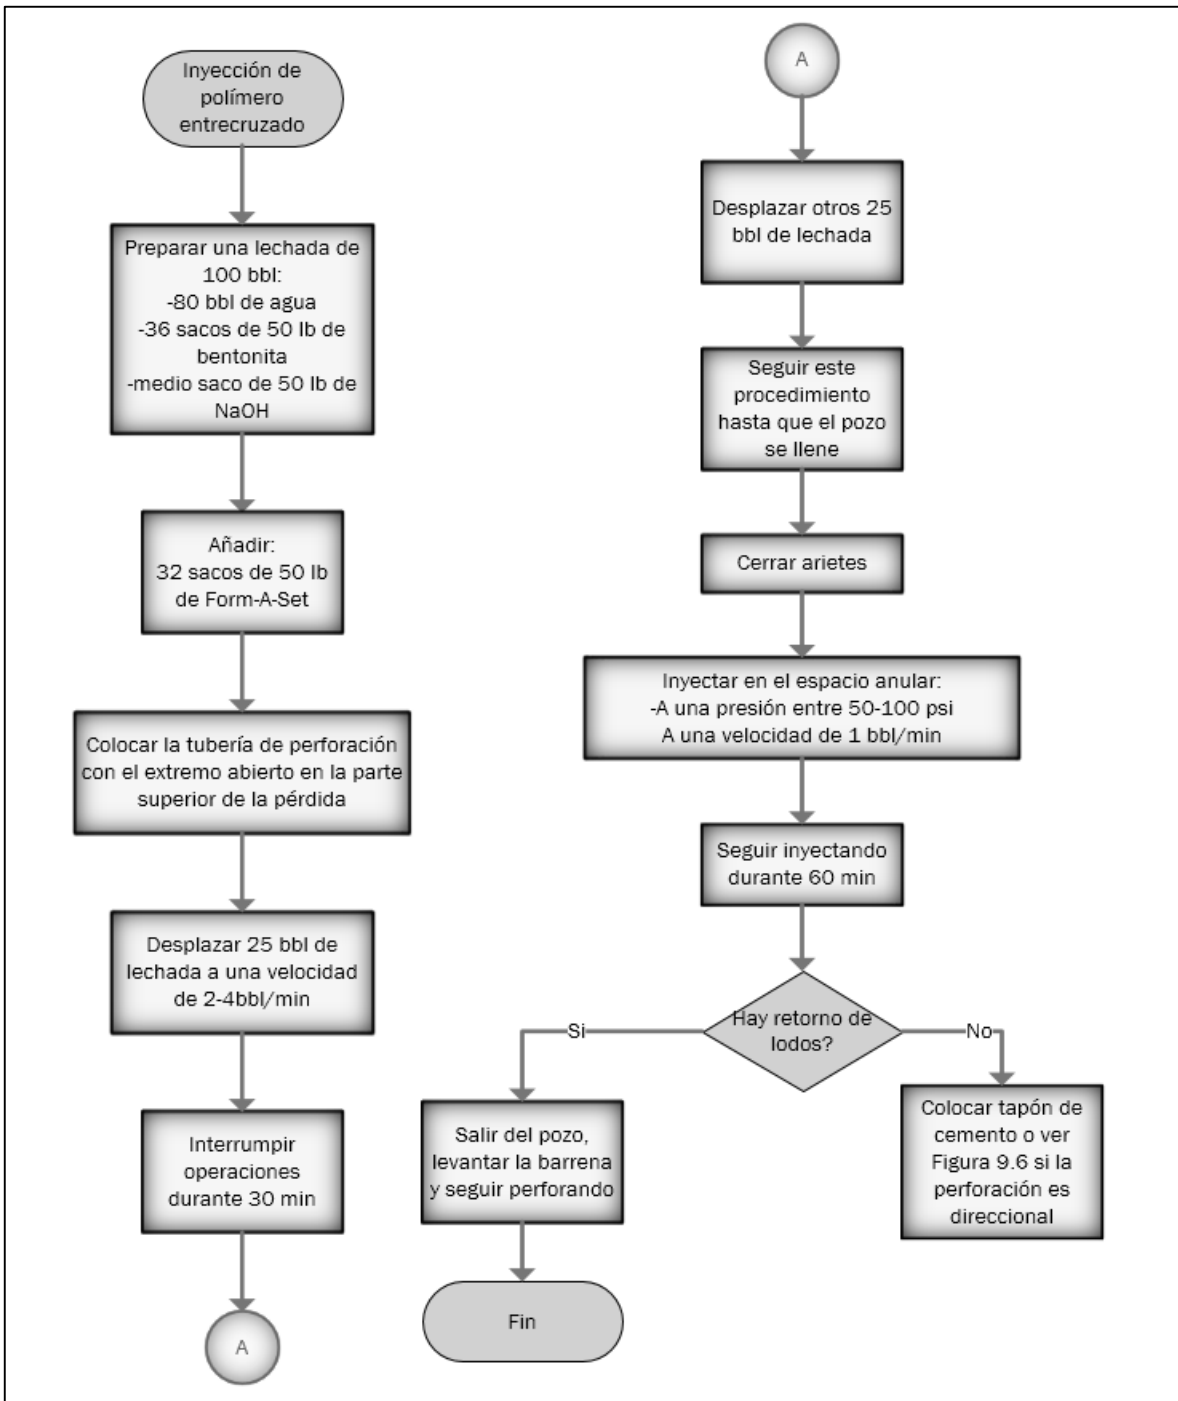 Inyección de
polímero
entrecruzado
Preparar una lechada de
100 bbl:
-80 bbl de agua
-36 sacos de 50 lb de
bentonita
-medio saco de 50 lb de
NaOH
Añadir:
32 sacos de 50 lb
de Form-A-Set
Colocar la tubería de perforación
con el extremo abierto en la parte
superior de la pérdida
Desplazar 25 bbl de
lechada a una velocidad
de 2-4bbl/min
Interrumpir
operaciones
durante 30 min
A
A
Desplazar otros 25
bbl de lechada
Seguir este
procedimiento
hasta que el pozo
se llene
Cerrar arietes
Inyectar en el espacio anular:
-A una presión entre 50-100 psi
A una velocidad de 1 bbl/min
Seguir inyectando
durante 60 min
Hay retorno de
lodos?
Si
No
Salir del pozo,
levantar la barrena
y seguir perforando
Colocar tapón de
cemento o ver
Figura 9.6 si la
perforación es
direccional
Fin